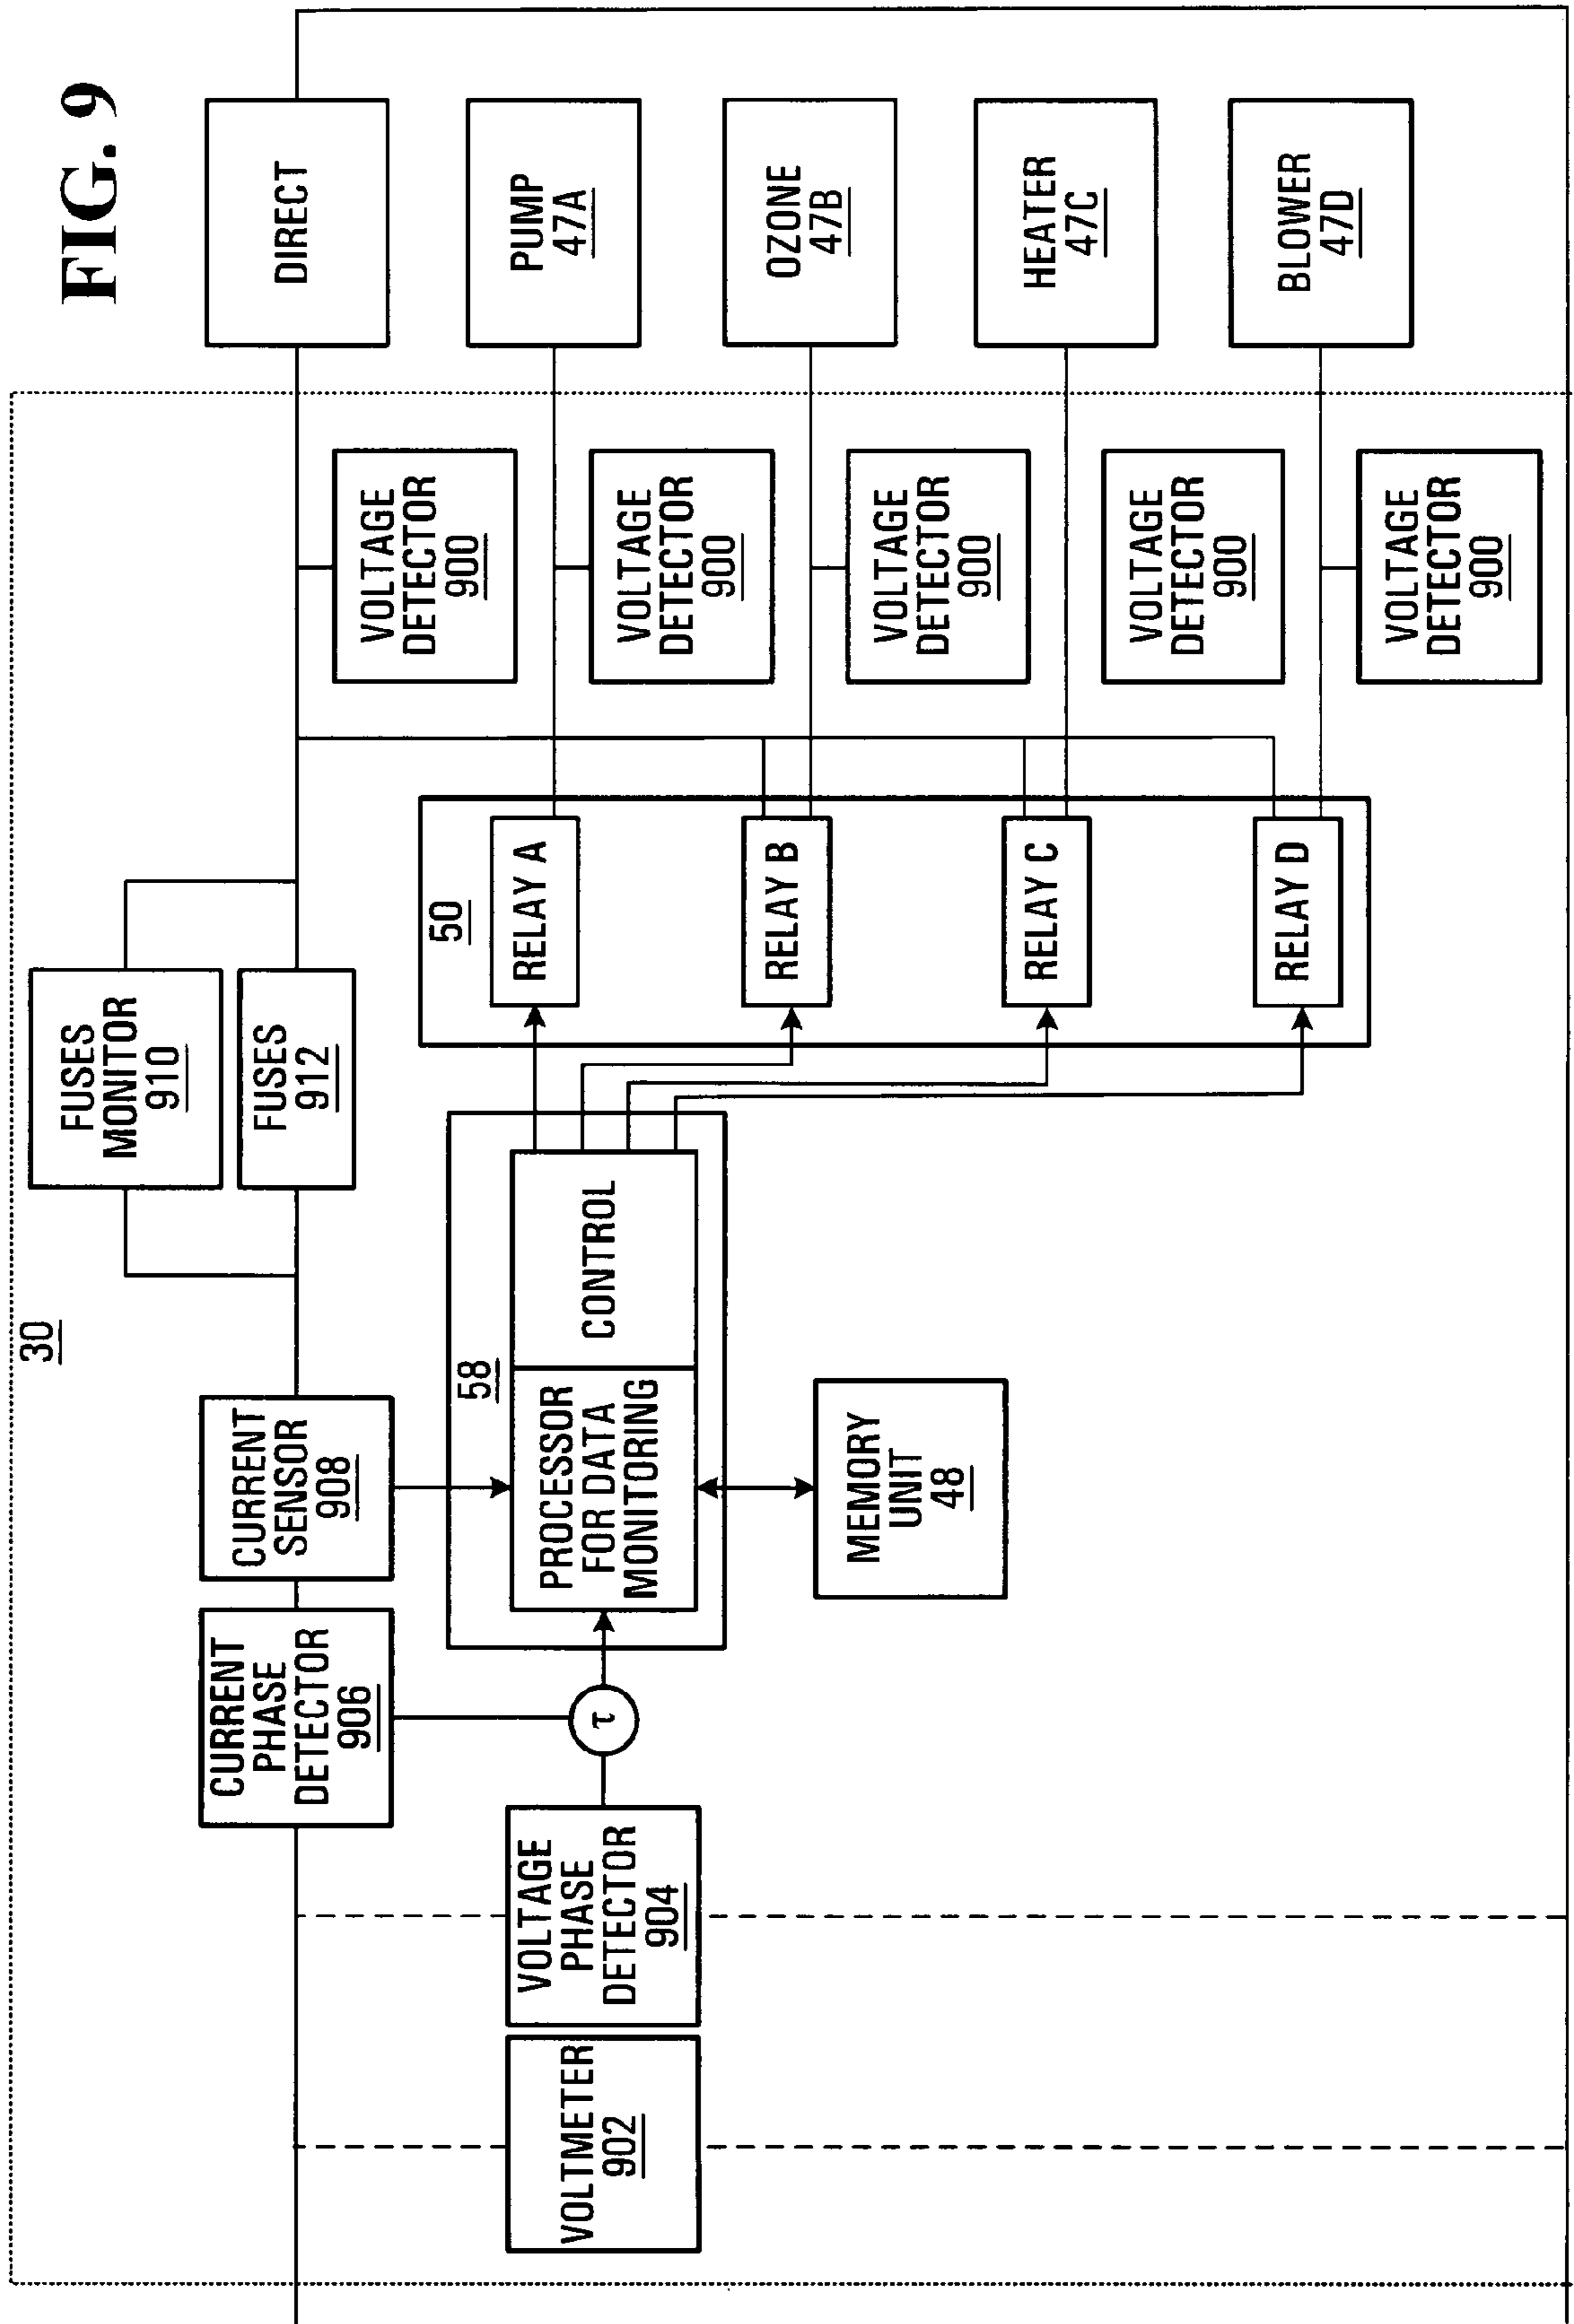 FIG. 9
30
FUSES
MONITOR
910
FUSES
912
CURRENT
SENSOR
908
CURRENT
PHASE
DETECTOR
906
VOLTMETER
902
VOLTAGE
PHASE
DETECTOR
904
τ
58
PROCESSOR
FOR DATA
MONITORING
CONTROL
MEMORY
UNIT
48
50
RELAY A
RELAY B
RELAY C
RELAY D
VOLTAGE
DETECTOR
900
VOLTAGE
DETECTOR
900
VOLTAGE
DETECTOR
900
VOLTAGE
DETECTOR
900
VOLTAGE
DETECTOR
900
DIRECT
PUMP
47A
OZONE
47B
HEATER
47C
BLOWER
47D